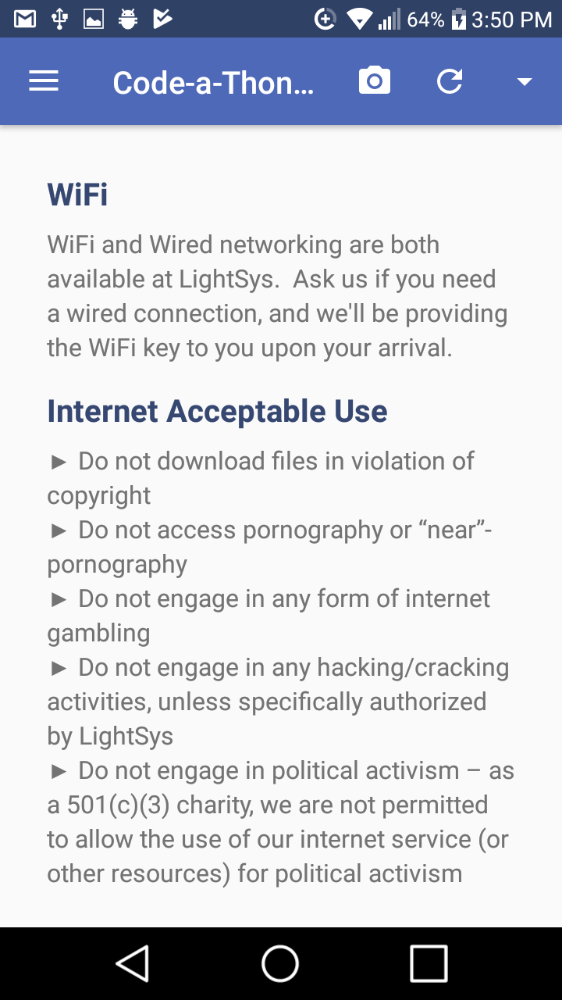 64% 3:50 PM
Code-a-Thon...
WiFi
WiFi and Wired networking are both
available at LightSys.  Ask us if you need
a wired connection, and we'll be providing
the WiFi key to you upon your arrival.
Internet Acceptable Use
► Do not download files in violation of
copyright
► Do not access pornography or “near”-
pornography
► Do not engage in any form of internet
gambling
► Do not engage in any hacking/cracking
activities, unless specifically authorized
by LightSys
► Do not engage in political activism – as
a 501(c)(3) charity, we are not permitted
to allow the use of our internet service (or
other resources) for political activism